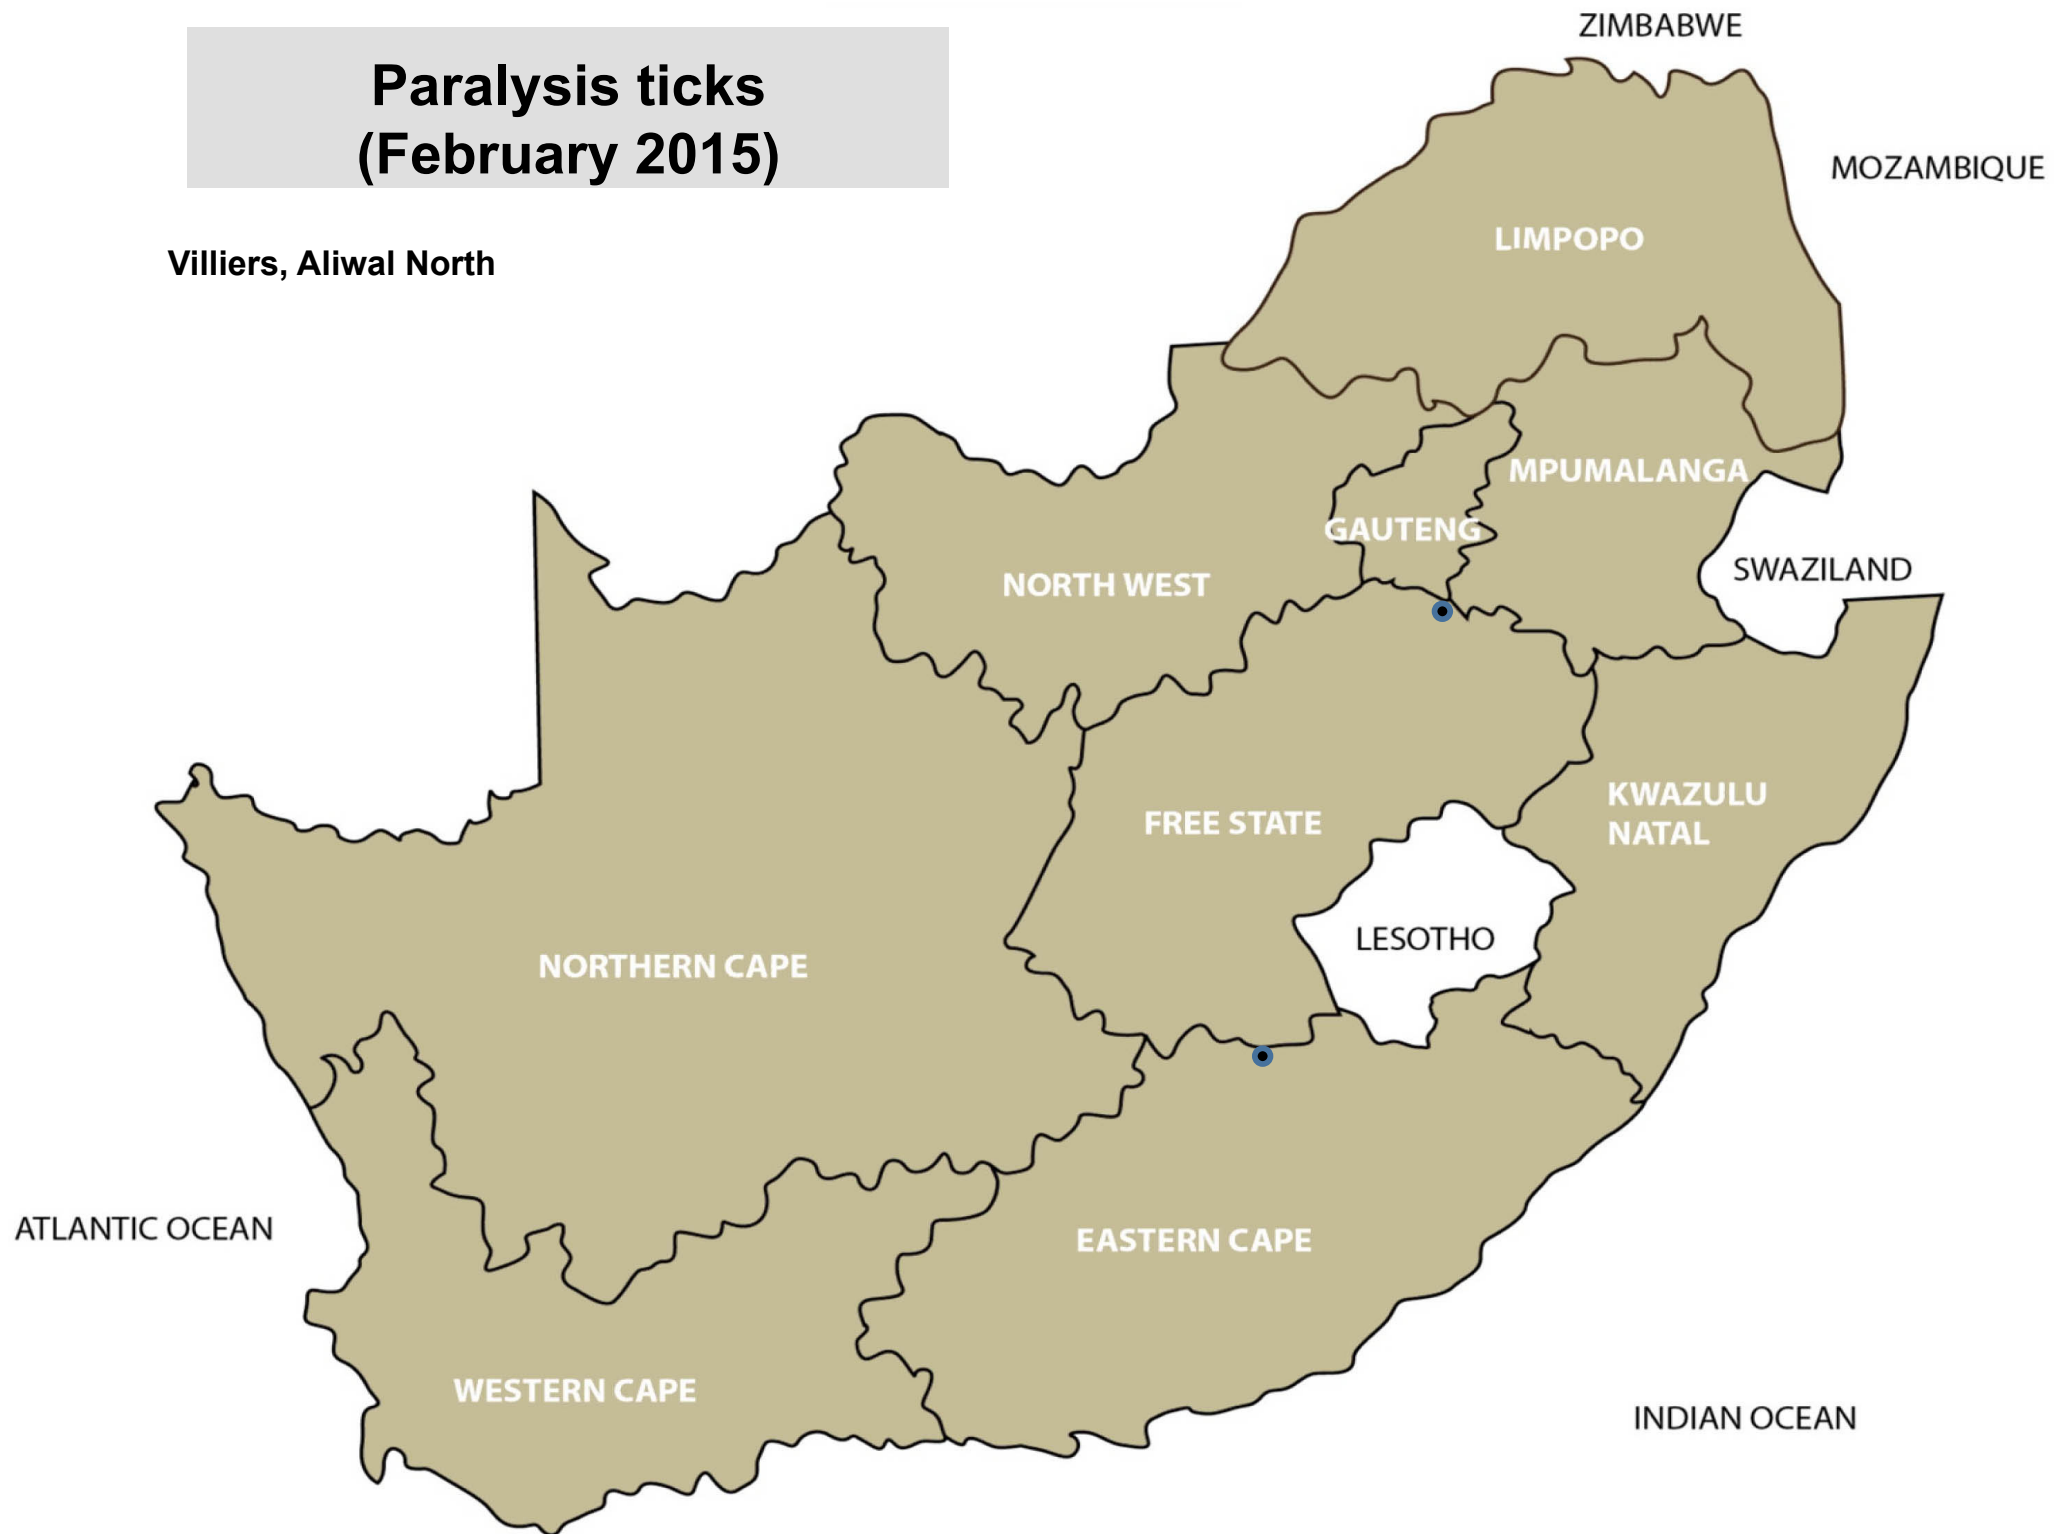 Paralysis ticks
(February 2015)
Villiers, Aliwal North
ZIMBABWE
MOZAMBIQUE
LIMPOPO
MPUMALANGA
GAUTENG
SWAZILAND
NORTH WEST
KWAZULU
NATAL
FREE STATE
LESOTHO
NORTHERN CAPE
ATLANTIC OCEAN
EASTERN CAPE
WESTERN CAPE
INDIAN OCEAN